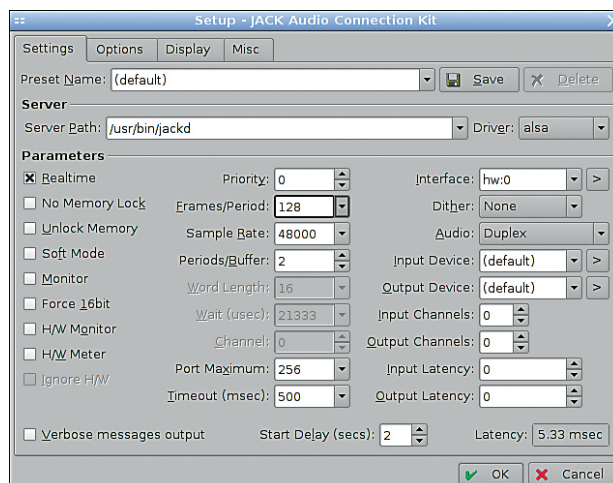 Setup - JACK Audio Connection Kit
Settings Options Display Misc
Preset Name: (default) Save Delete
Server
Server Path: /usr/bin/jackd Driver: alsa
Parameters
Realtime Priority: 0 Interface: hw:0 >
No Memory Lock Frames/Period: 128 Dither: None
Unlock Memory Sample Rate: 48000 Audio: Duplex
Soft Mode Periods/Buffer: 2 Input Device: (default) >
Monitor Word Length: 16 Output Device: (default) >
Force 16bit Wait (usec): 21333 Input Channels: 0
H/W Monitor Channel: 0 Output Channels: 0
H/W Meter Port Maximum: 256 Input Latency: 0
Ignore H/W Timeout (msec): 500 Output Latency: 0
Verbose messages output Start Delay (secs): 2 Latency: 5.33 msec
OK Cancel